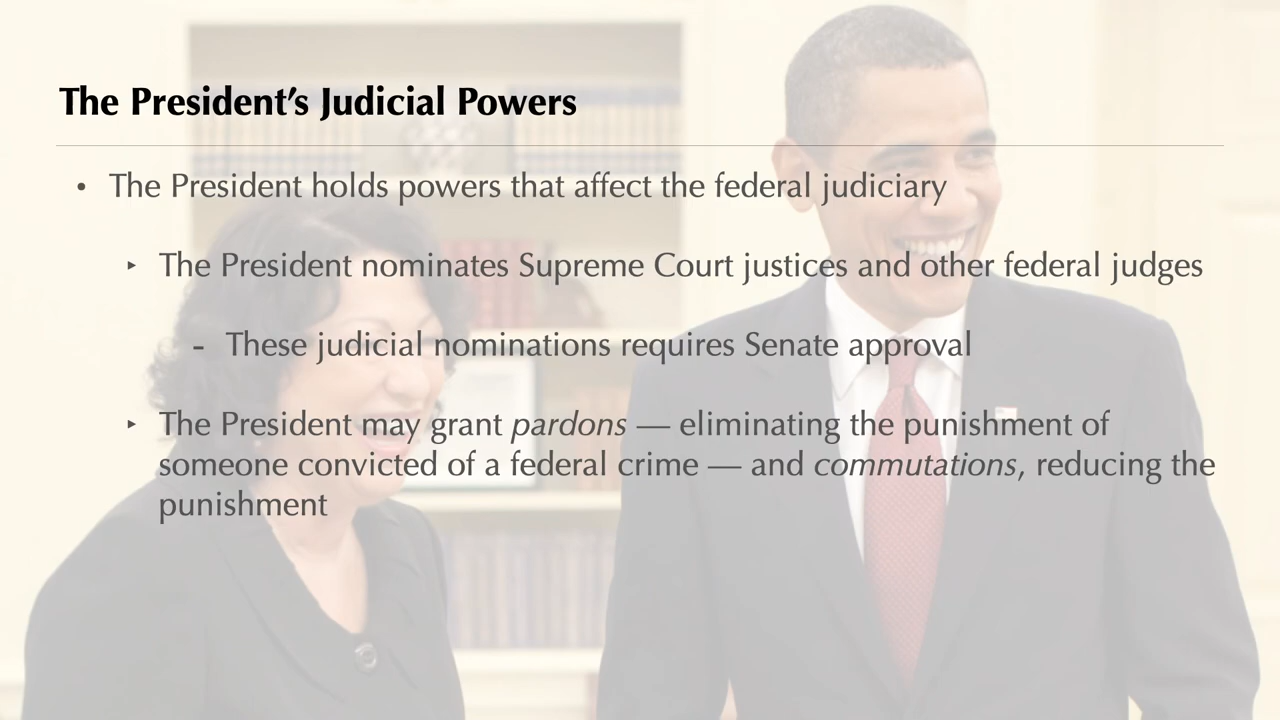 The President’s Judicial Powers
• The President holds powers that affect the federal judiciary
‣ The President nominates Supreme Court justices and other federal judges
- These judicial nominations requires Senate approval
‣ The President may grant pardons — eliminating the punishment of
someone convicted of a federal crime — and commutations, reducing the
punishment